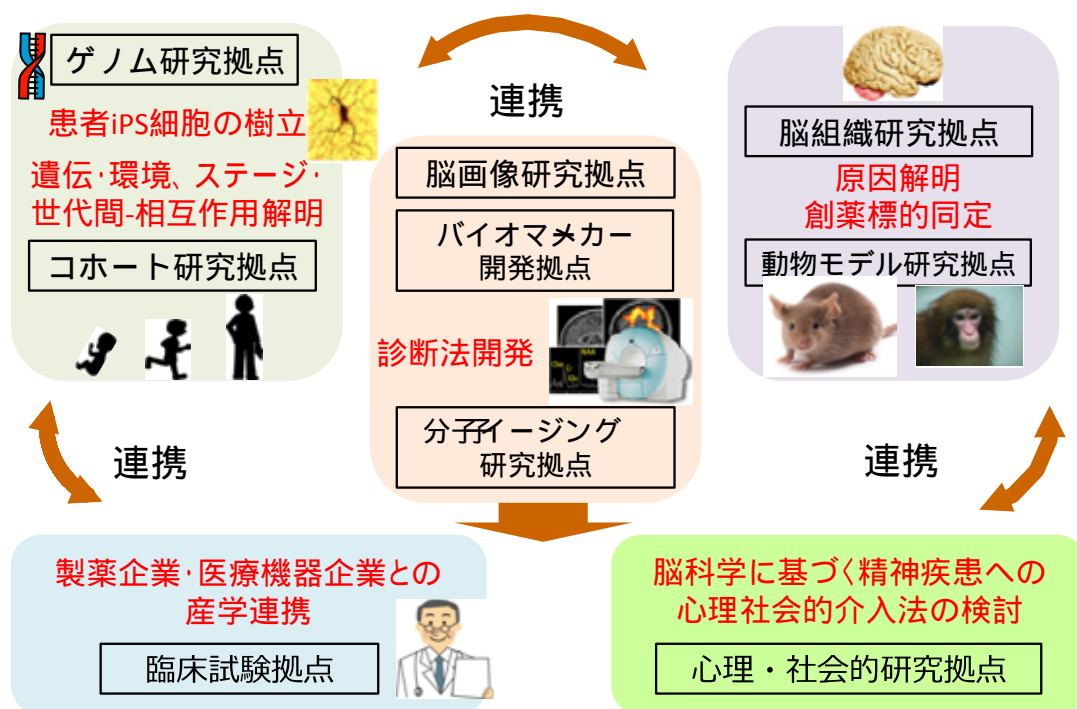 ゲノム研究拠点
患者iPS細胞の樹立
遺伝・環境、ステージ・
世代間-相互作用解明
コホート研究拠点
連携
脳画像研究拠点
バイオマーカー
開発拠点
診断法開発
NAA
Cho
分子イメージング
研究拠点
脳組織研究拠点
原因解明
創薬標的同定
動物モデル研究拠点
連携
連携
製薬企業・医療機器企業との
産学連携
臨床試験拠点
脳科学に基づく精神疾患への
心理社会的介入法の検討
心理・社会的研究拠点